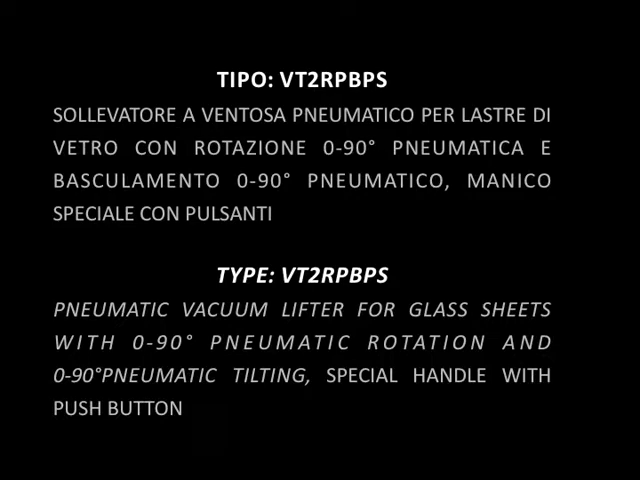 TIPO: VT2RPBPS
SOLLEVATORE A VENTOSA PNEUMATICO PER LASTRE DI
VETRO CON ROTAZIONE 0-90° PNEUMATICA E
BASCULAMENTO 0-90° PNEUMATICO, MANICO
SPECIALE CON PULSANTI
TYPE: VT2RPBPS
PNEUMATIC VACUUM LIFTER FOR GLASS SHEETS
WITH 0-90° PNEUMATIC ROTATION AND
0-90°PNEUMATIC TILTING, SPECIAL HANDLE WITH
PUSH BUTTON